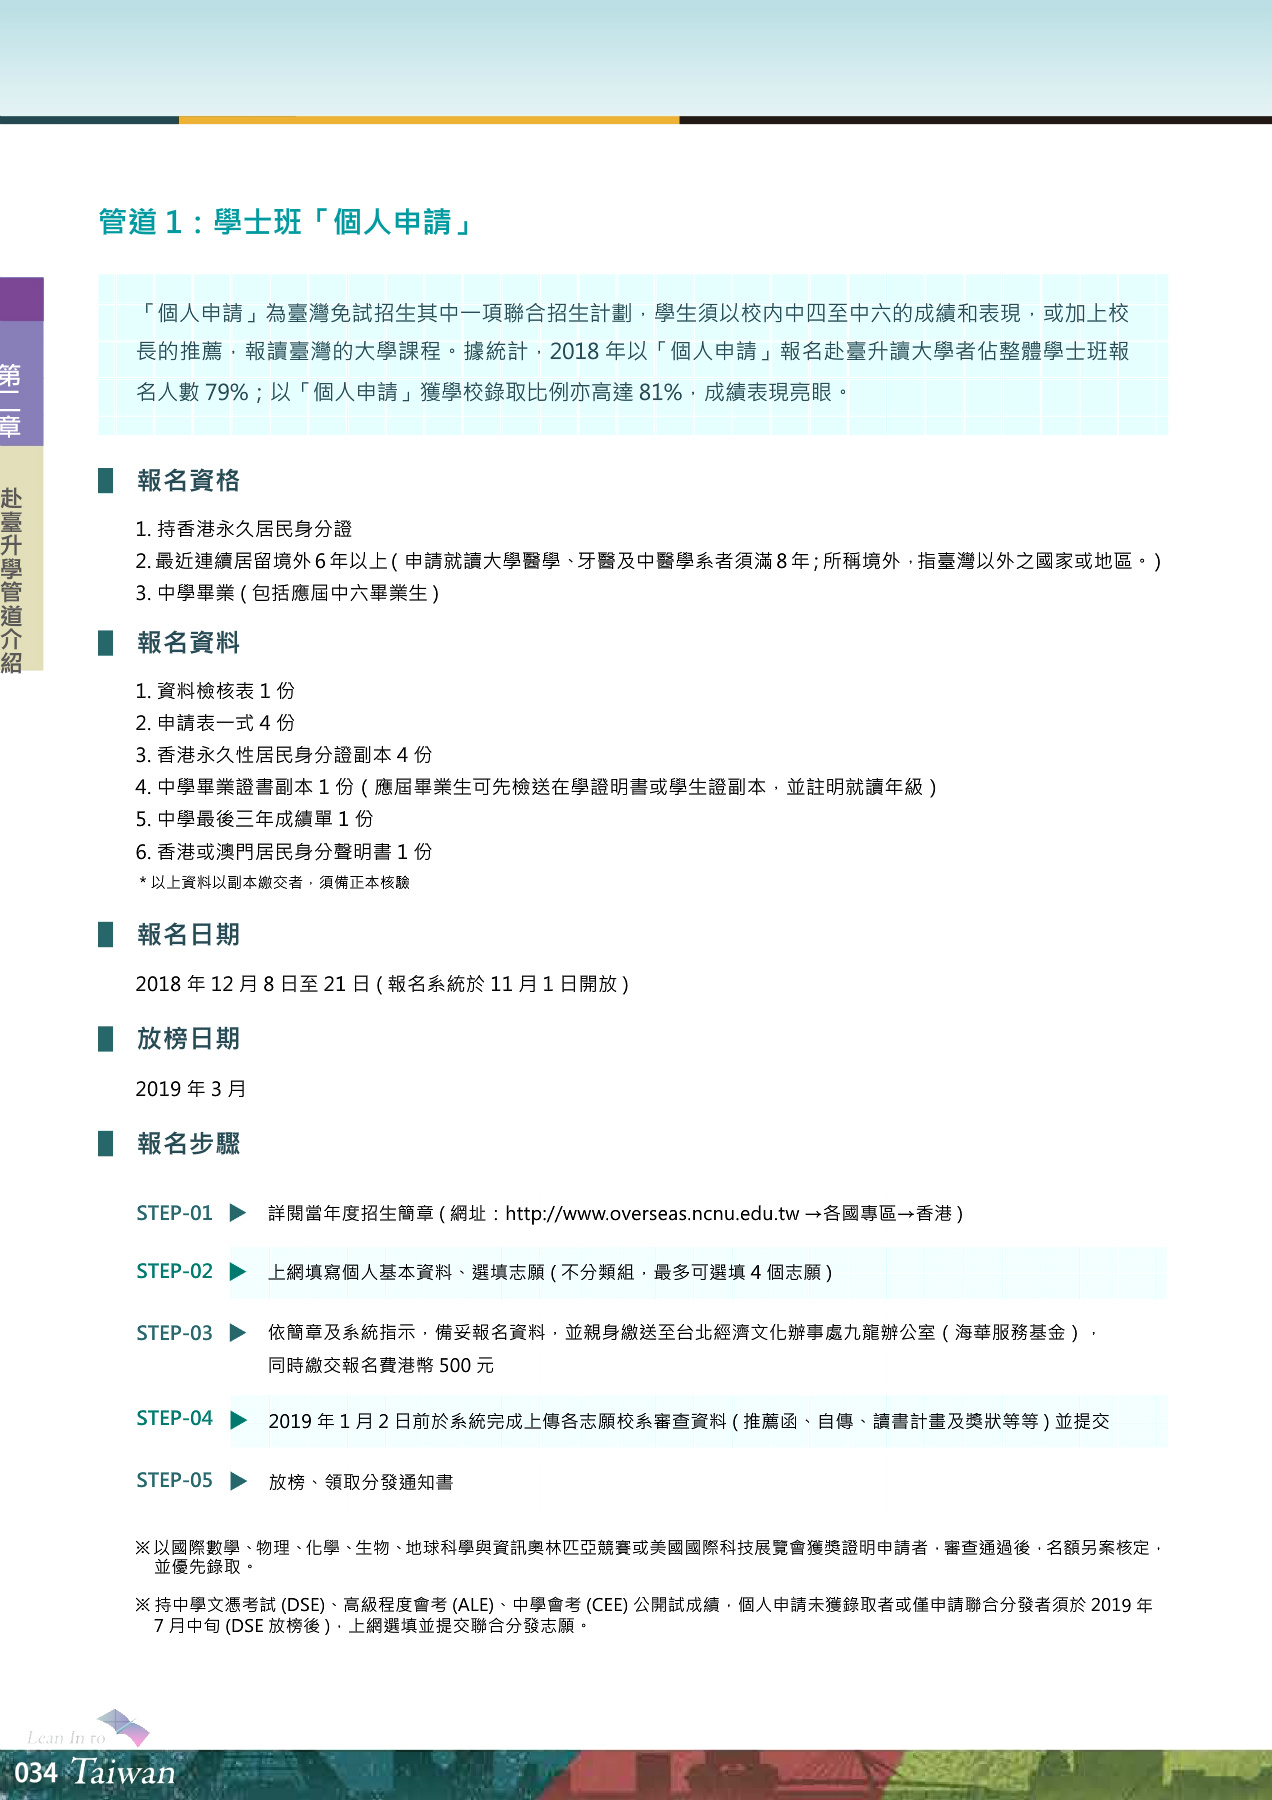 管道 1：學士班「個人申請」
「個人申請」為臺灣免試招生其中一項聯合招生計劃，學生須以校內中四至中六的成績和表現，或加上校
長的推薦，報讀臺灣的大學課程。據統計，2018 年以「個人申請」報名赴臺升讀大學者佔整體學士班報
名人數 79%；以「個人申請」獲學校錄取比例亦高達 81%，成績表現亮眼。
第二章
赴臺升學管道介紹
報名資格
1. 持香港永久居民身分證
2. 最近連續居留境外 6 年以上 ( 申請就讀大學醫學、牙醫及中醫學系者須滿 8 年；所稱境外，指臺灣以外之國家或地區。)
3. 中學畢業 ( 包括應屆中六畢業生 )
報名資料
1. 資料檢核表 1 份
2. 申請表一式 4 份
3. 香港永久性居民身分證副本 4 份
4. 中學畢業證書副本 1 份 ( 應屆畢業生可先檢送在學證明書或學生證副本，並註明就讀年級 )
5. 中學最後三年成績單 1 份
6. 香港或澳門居民身分聲明書 1 份
* 以上資料以副本繳交者，須備正本核驗
報名日期
2018 年 12 月 8 日至 21 日 ( 報名系統於 11 月 1 日開放 )
放榜日期
2019 年 3 月
報名步驟
STEP-01 ▶ 詳閱當年度招生簡章 ( 網址：http://www.overseas.ncnu.edu.tw →各國專區→香港 )
STEP-02 ▶ 上網填寫個人基本資料、選填志願 ( 不分類組，最多可選填 4 個志願 )
STEP-03 ▶ 依簡章及系統指示，備妥報名資料，並親身繳送至台北經濟文化辦事處九龍辦公室 ( 海華服務基金 )，
同時繳交報名費港幣 500 元
STEP-04 ▶ 2019 年 1 月 2 日前於系統完成上傳各志願校系審查資料 ( 推薦函、自傳、讀書計畫及獎狀等等 ) 並提交
STEP-05 ▶ 放榜、領取分發通知書
※ 以國際數學、物理、化學、生物、地球科學與資訊奧林匹亞競賽或美國國際科技展覽會獲獎證明申請者，審查通過後，名額另案核定，
並優先錄取。
※ 持中學文憑考試 (DSE)、高級程度會考 (ALE)、中學會考 (CEE) 公開試成績，個人申請未獲錄取者或僅申請聯合分發者須於 2019 年
7 月中旬 (DSE 放榜後 )，上網選填並提交聯合分發志願。
Lean In to
034 Taiwan